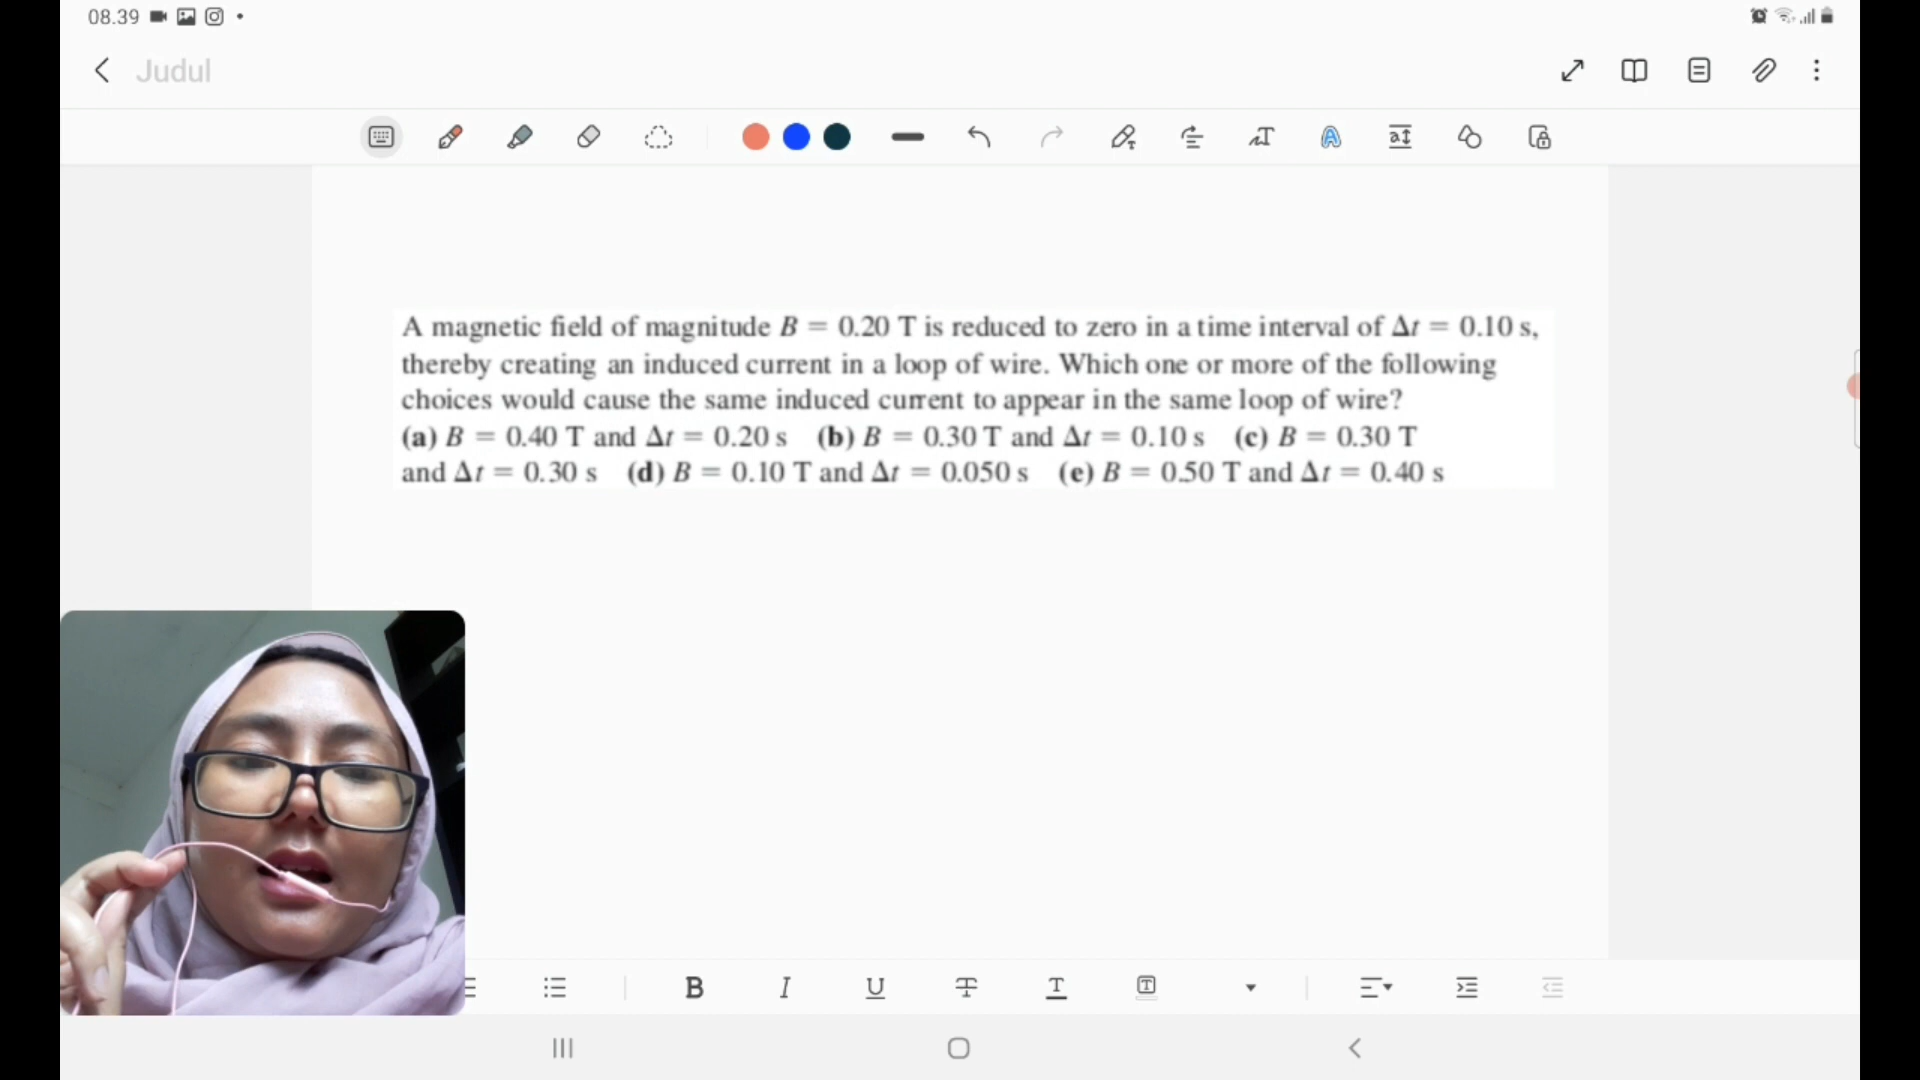 08.39
Judul
A magnetic field of magnitude B = 0.20 T is reduced to zero in a time interval of Δt = 0.10 s,
thereby creating an induced current in a loop of wire. Which one or more of the following
choices would cause the same induced current to appear in the same loop of wire?
(a) B = 0.40 T and Δt = 0.20 s (b) B = 0.30 T and Δt = 0.10 s (c) B = 0.30 T
and Δt = 0.30 s (d) B = 0.10 T and Δt = 0.050 s (e) B = 0.50 T and Δt = 0.40 s